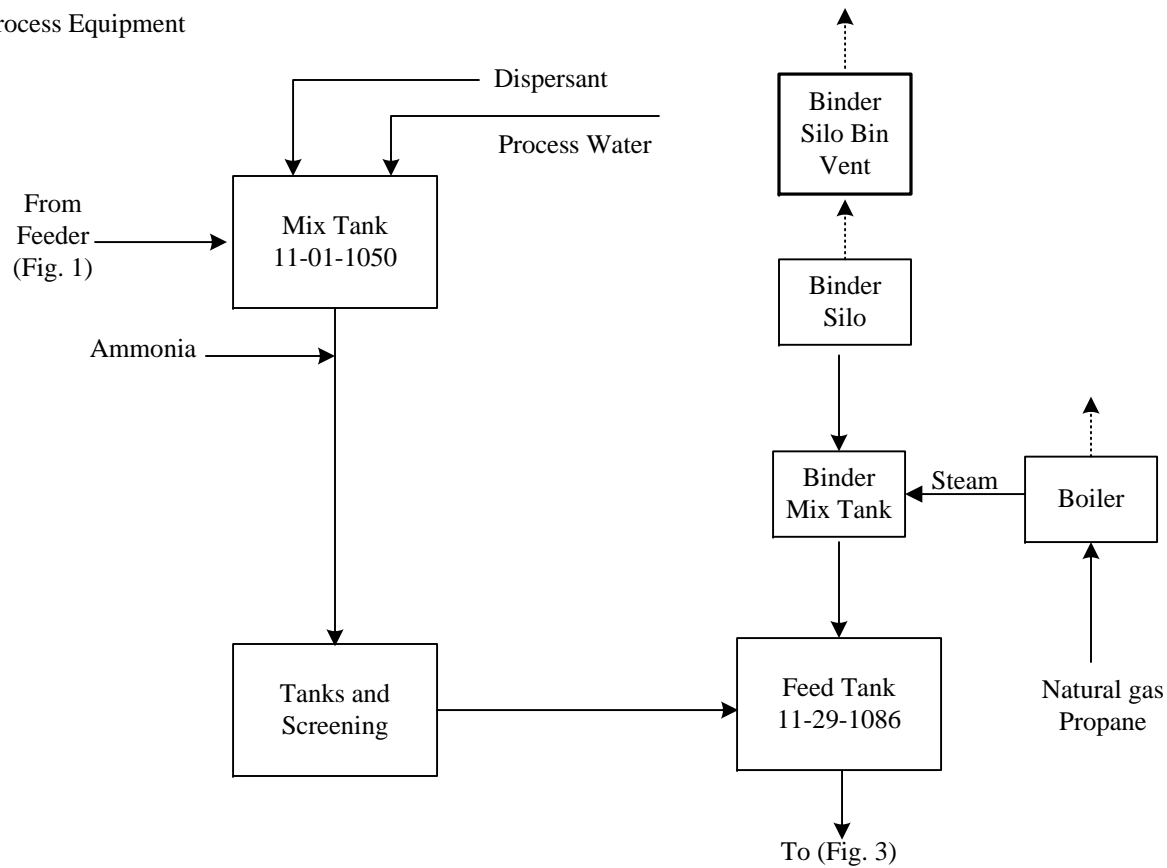 rocess Equipment
Dispersant
Process Water
Binder
Silo Bin
Vent
From
Feeder
(Fig. 1)
Mix Tank
11-01-1050
Binder
Silo
Ammonia
Binder
Mix Tank
Steam
Boiler
Tanks and
Screening
Feed Tank
11-29-1086
Natural gas
Propane
To (Fig. 3)